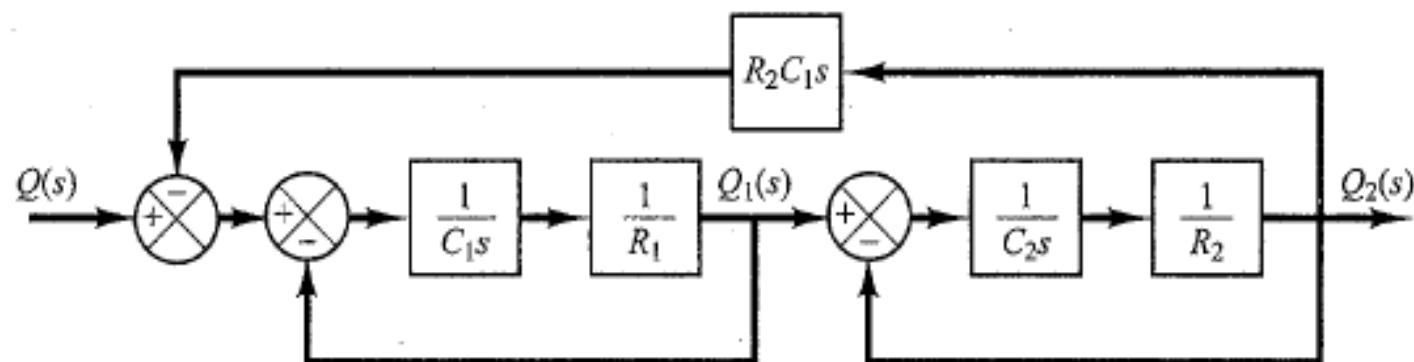 R₂C₁s
Q(s)
−
+
+
−
1
C₁s
1
R₁
Q₁(s)
+
−
1
C₂s
1
R₂
Q₂(s)